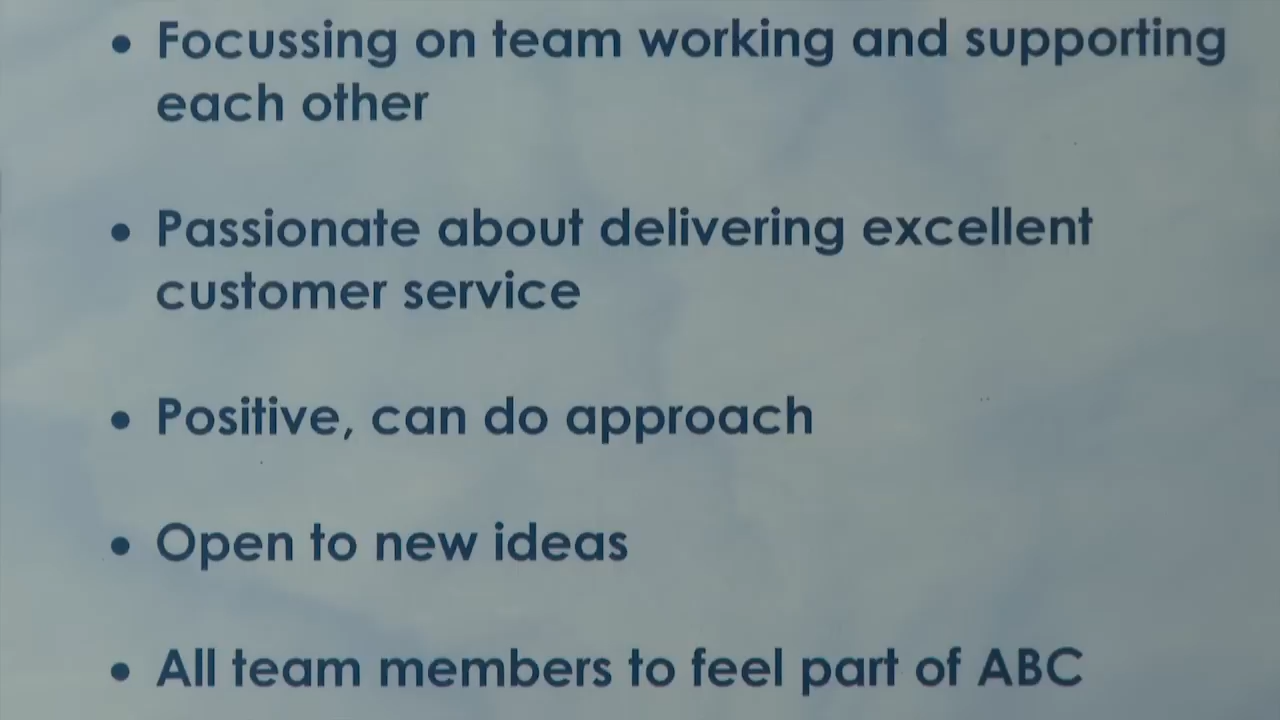 • Focussing on team working and supporting
each other
• Passionate about delivering excellent
customer service
• Positive, can do approach
• Open to new ideas
• All team members to feel part of ABC